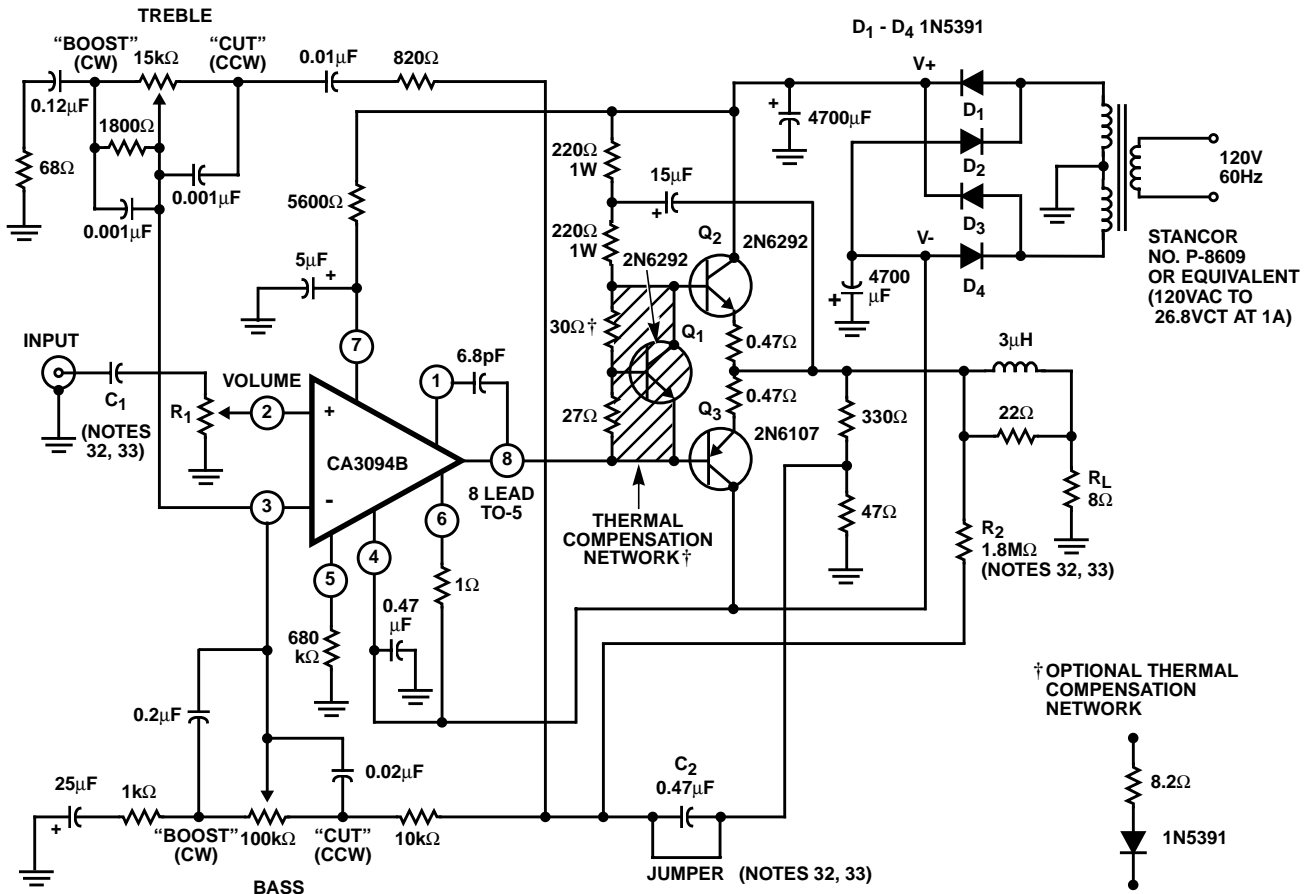 TREBLE
“BOOST”
(CW)
15kΩ
“CUT”
(CCW)
0.01μF
820Ω
0.12μF
1800Ω
68Ω
0.001μF
0.001μF
5600Ω
5μF
+
220Ω
1W
15μF
+
220Ω
1W
2N6292
Q2
2N6292
+
4700μF
V+
D1 - D4 1N5391
D1
D2
D3
D4
V-
4700
μF
+
120V
60Hz
STANCOR
NO. P-8609
OR EQUIVALENT
(120VAC TO
26.8VCT AT 1A)
INPUT
C1
(NOTES
32, 33)
R1
VOLUME
2
+
7
1
6.8pF
CA3094B
8
8 LEAD
TO-5
3
-
5
4
6
680
kΩ
0.47
μF
1Ω
30Ω†
Q1
27Ω
THERMAL
COMPENSATION
NETWORK†
0.47Ω
0.47Ω
Q3
2N6107
330Ω
47Ω
3μH
22Ω
RL
8Ω
R2
1.8MΩ
(NOTES 32, 33)
0.2μF
25μF
+
1kΩ
“BOOST”
(CW)
100kΩ
0.02μF
“CUT”
(CCW)
10kΩ
BASS
C2
0.47μF
JUMPER (NOTES 32, 33)
†OPTIONAL THERMAL
COMPENSATION
NETWORK
8.2Ω
1N5391